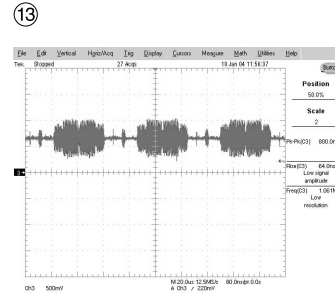 13
File Edit Vertical Horiz/Acq Trig Display Cursors Measure Math Utilities Help
Tek Stopped 27 Acqs 10 Jan 04 11:56:37
Position
50.0%
Scale
2
Pk-Pk(C3) 800.0
Rise(C3) 64.0ns
Low signal
amplitude
Freq(C3) 1.061
Low
resolution
3
Ch3 500mV M 20.0us 12.5MS/s 80.0ns/pt 0.0s
A Ch3 / 220mV